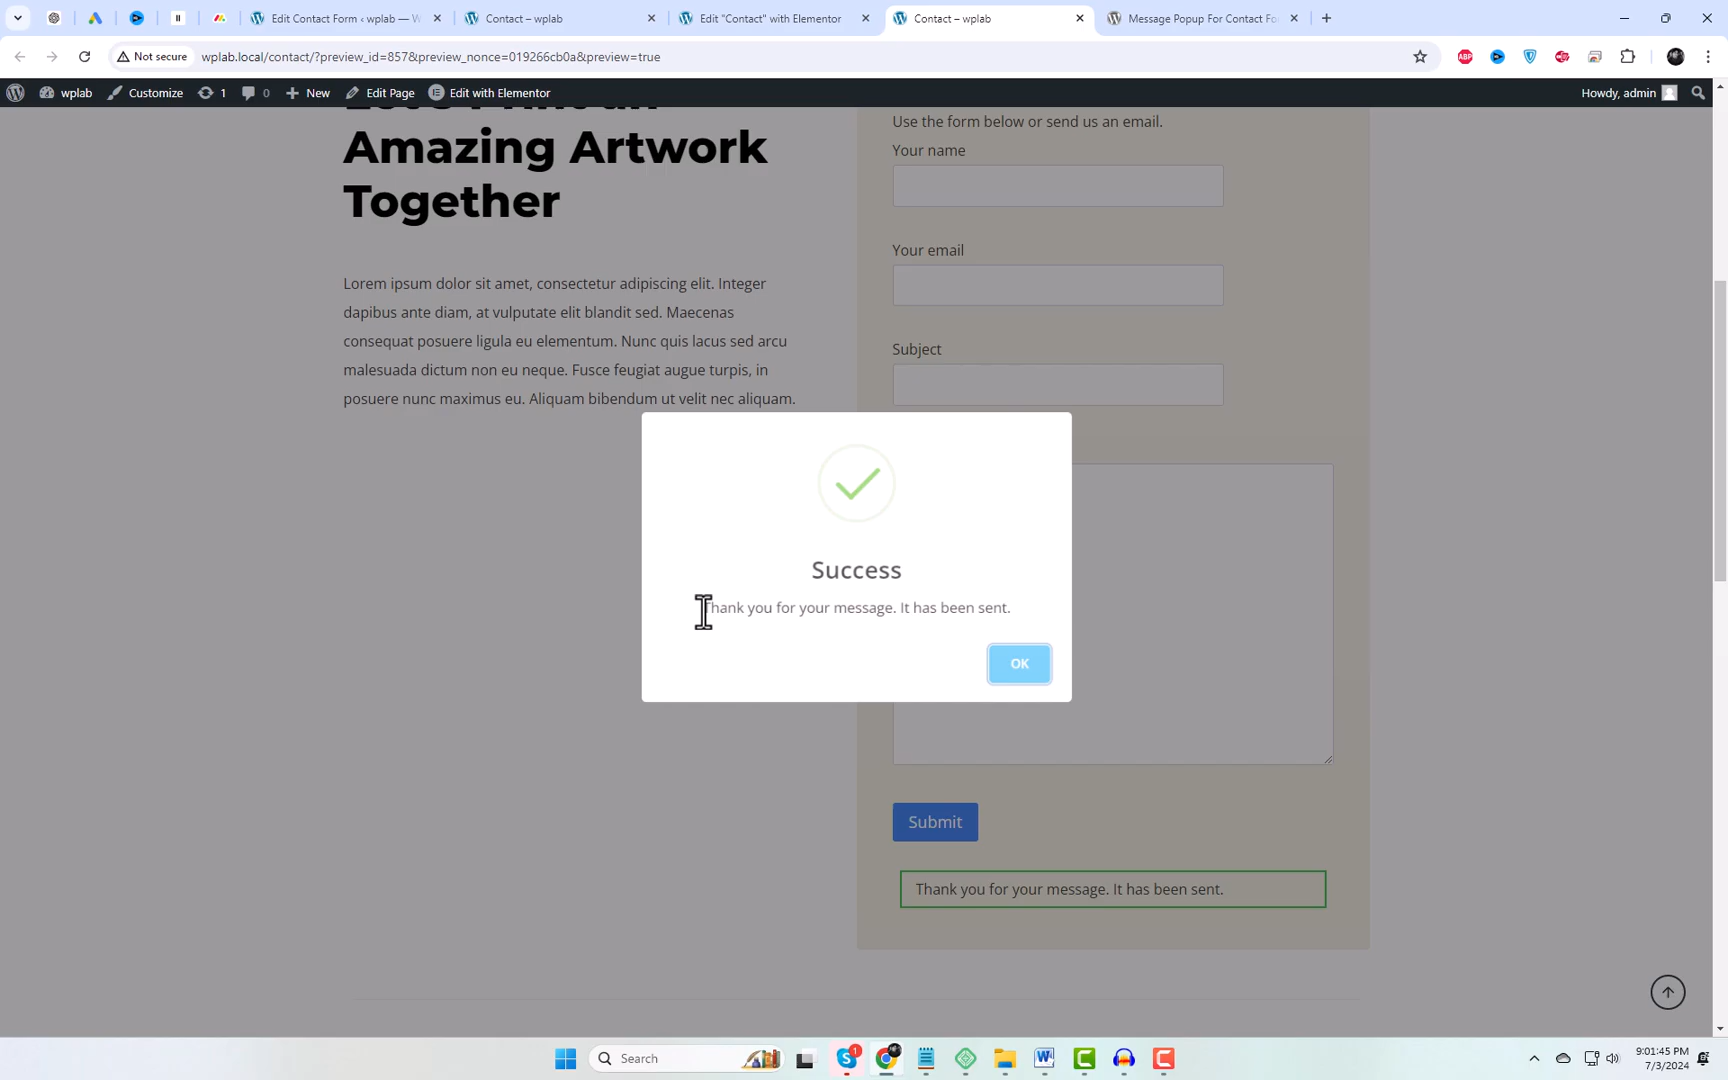 Edit Contact Form ‹ wplab — W
Contact – wplab
Edit "Contact" with Elementor
Contact – wplab
Message Popup For Contact Fo
Not secure
wplab.local/contact/?preview_id=857&preview_nonce=019266cb0a&preview=true
ABP
wplab
Customize
1
0
New
Edit Page
Edit with Elementor
Howdy, admin
Amazing Artwork
Together
Lorem ipsum dolor sit amet, consectetur adipiscing elit. Integer
dapibus ante diam, at vulputate elit blandit sed. Maecenas
consequat posuere ligula eu elementum. Nunc quis lacus sed arcu
malesuada dictum non eu neque. Fusce feugiat augue turpis, in
posuere nunc maximus eu. Aliquam bibendum ut velit nec aliquam.
Use the form below or send us an email.
Your name
Your email
Subject
Success
Thank you for your message. It has been sent.
OK
Submit
Thank you for your message. It has been sent.
Search
1
9:01:45 PM
7/3/2024